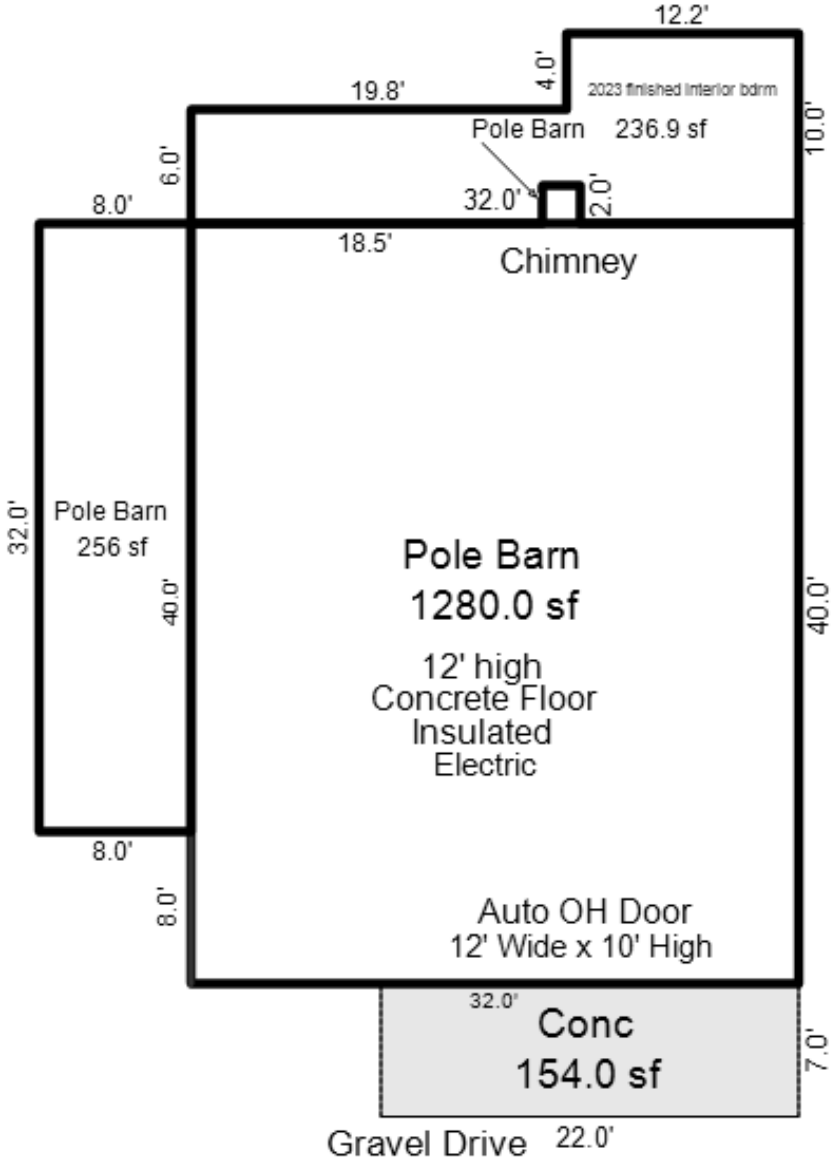 12.2'
4.0'
2023 finished interior bdrm
19.8'
10.0'
Pole Barn 236.9 sf
6.0'
32.0'
2.0'
8.0'
18.5'
Chimney
32.0'
Pole Barn
256 sf
40.0'
Pole Barn
1280.0 sf
40.0'
12' high
Concrete Floor
Insulated
Electric
8.0'
8.0'
Auto OH Door
12' Wide x 10' High
32.0'
Conc
154.0 sf
7.0'
Gravel Drive
22.0'